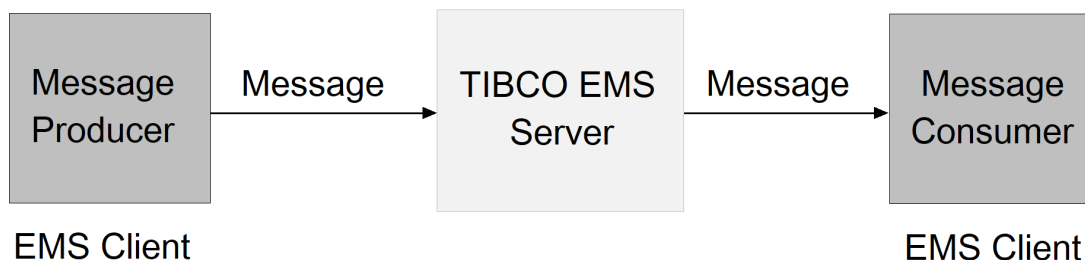 Message
Producer
Message
TIBCO EMS
Server
Message
Message
Consumer
EMS Client
EMS Client